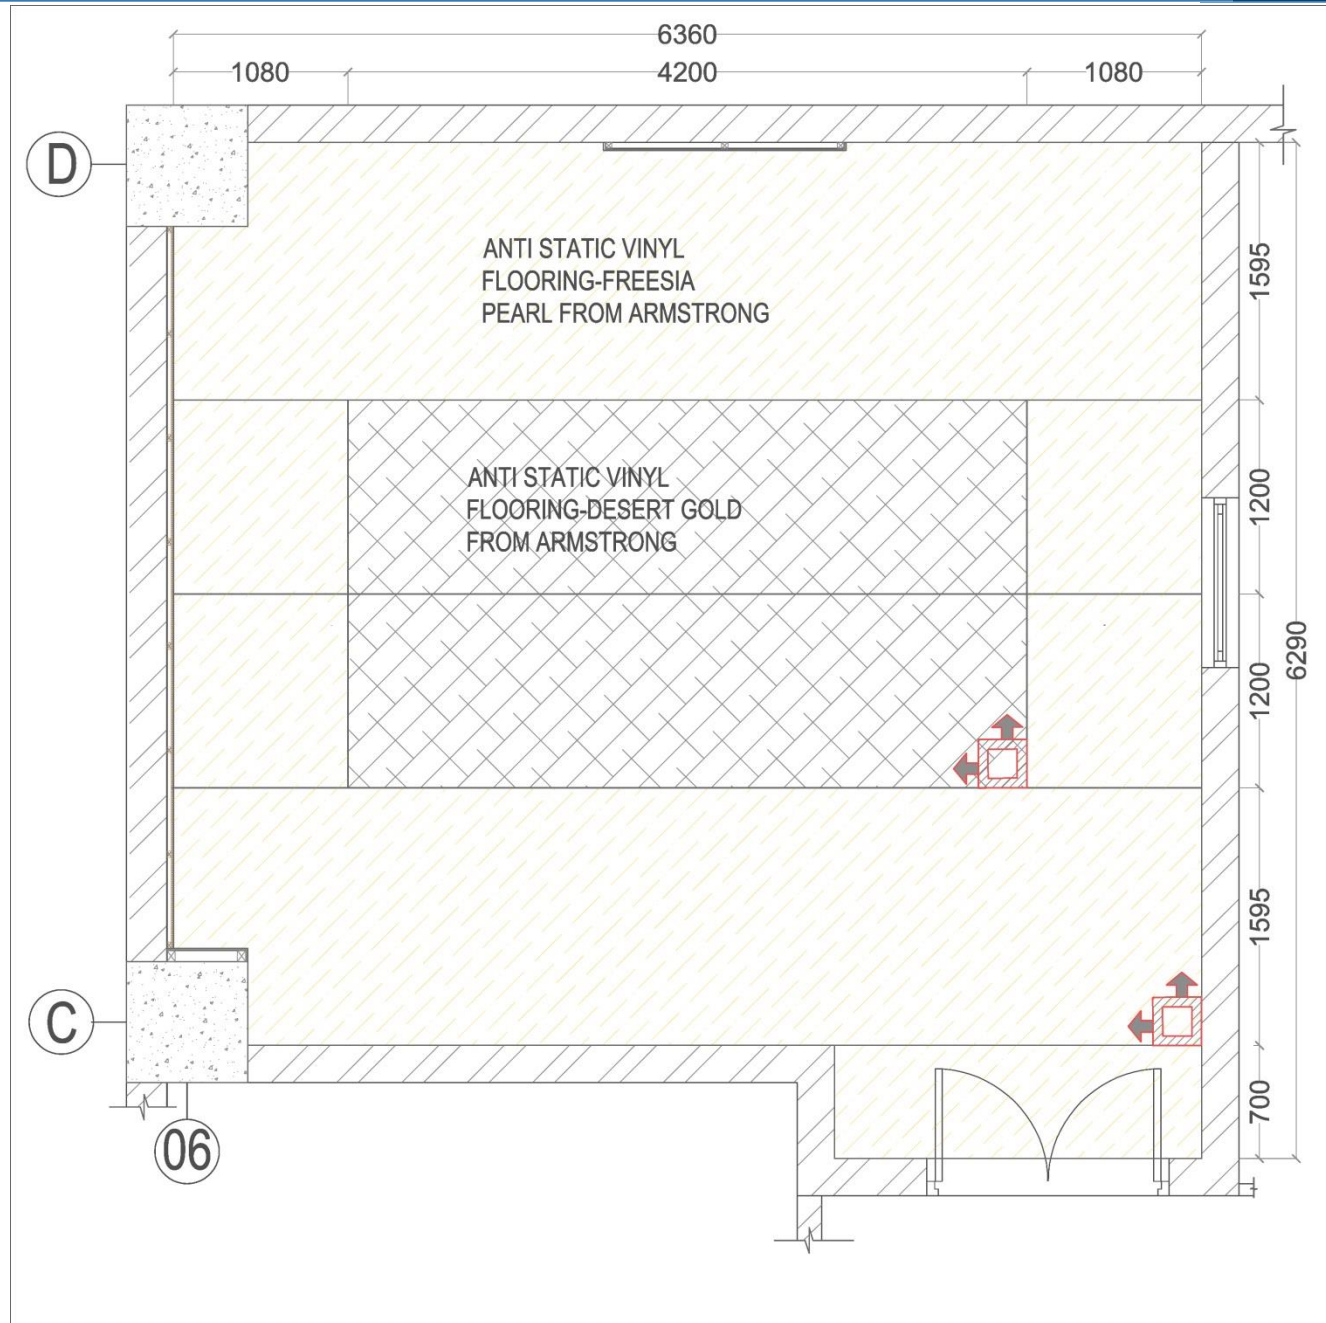 6360
1080
4200
1080
D
ANTI STATIC VINYL
FLOORING-FREESIA
PEARL FROM ARMSTRONG
1595
ANTI STATIC VINYL
FLOORING-DESERT GOLD
FROM ARMSTRONG
1200
1200
6290
1595
C
700
06